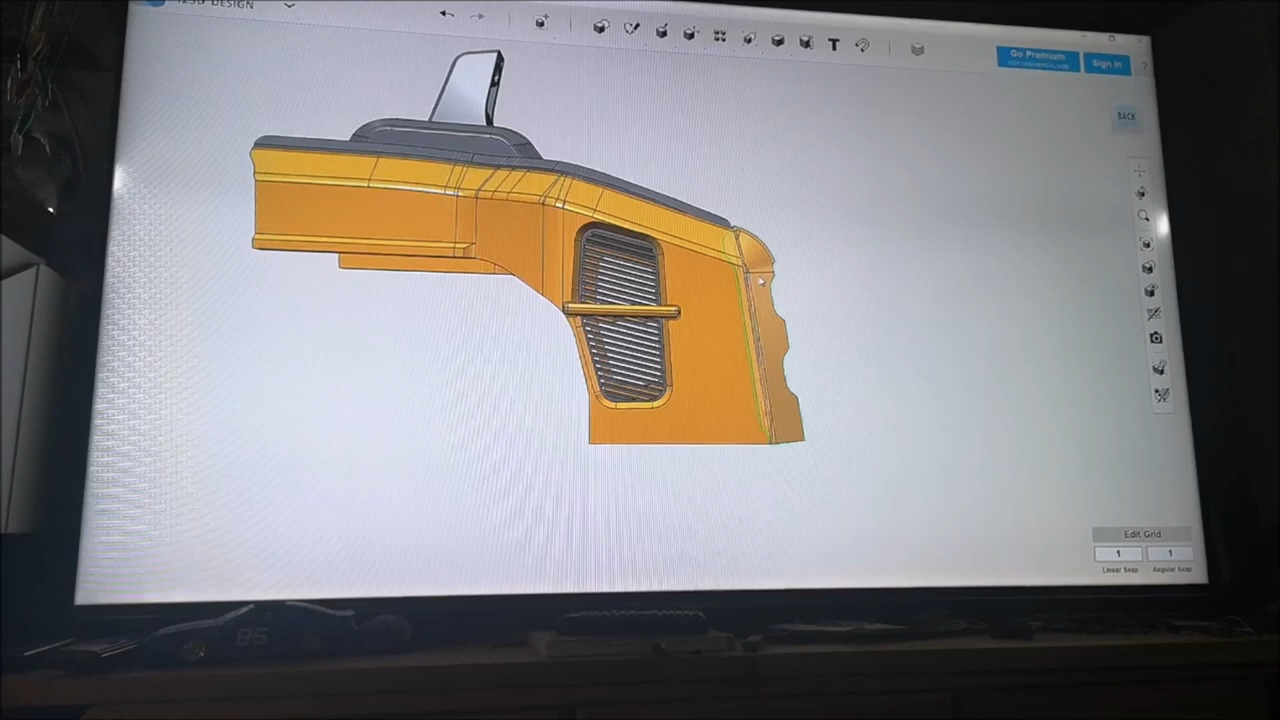 123D DESIGN
Go Premium
Sign In
?
BACK
Edit Grid
1 1
Linear Snap Angular Snap
85